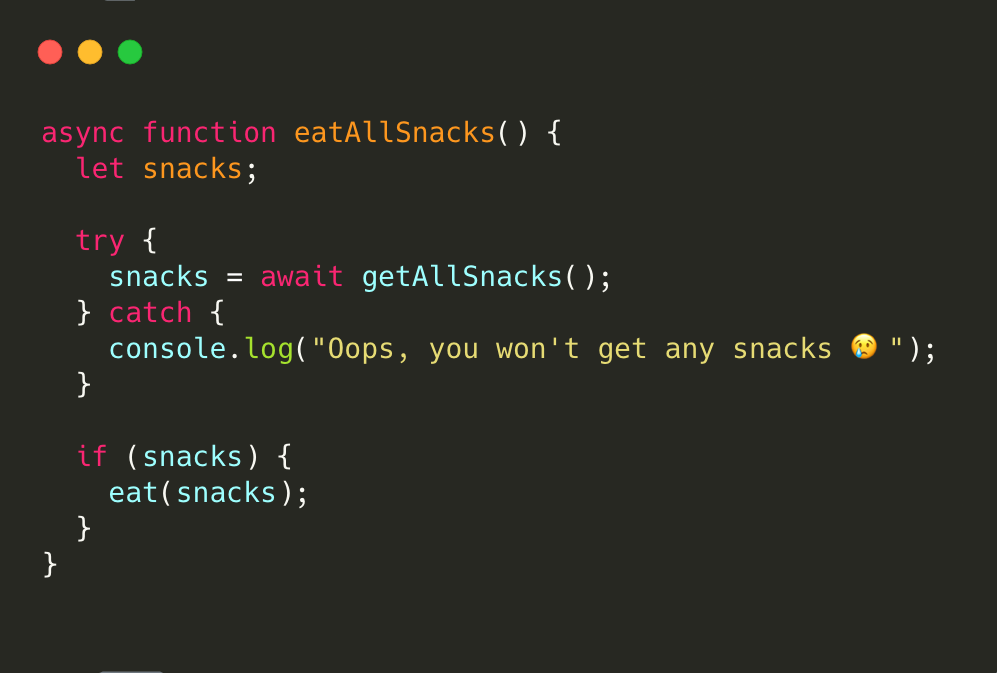 async function eatAllSnacks() {
  let snacks;

  try {
    snacks = await getAllSnacks();
  } catch {
    console.log("Oops, you won't get any snacks 😢 ");
  }

  if (snacks) {
    eat(snacks);
  }
}